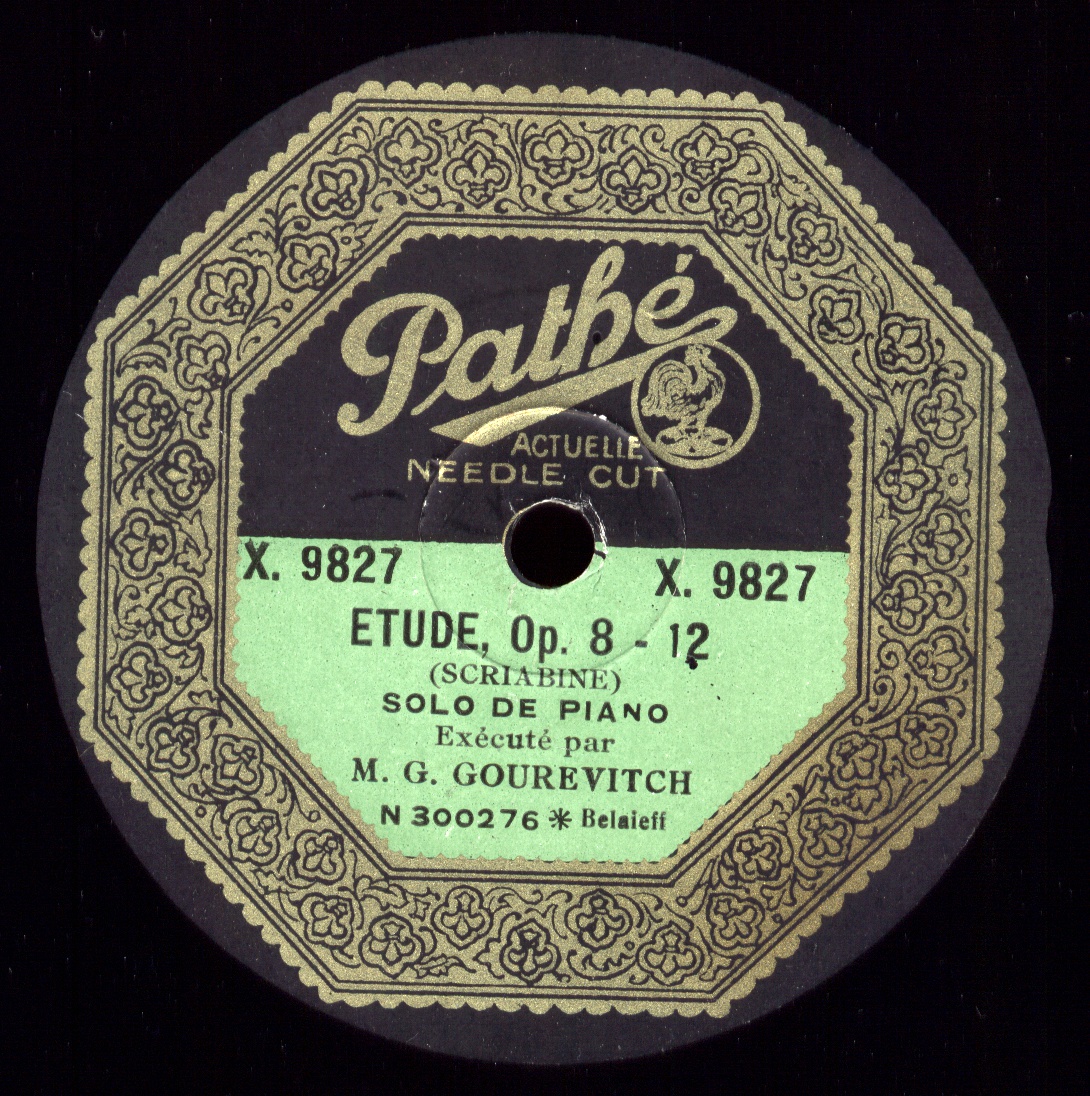 Pathé
ACTUELLE
NEEDLE CUT
X. 9827 X. 9827
ETUDE, Op. 8 - 12
(SCRIABINE)
SOLO DE PIANO
Exécuté par
M. G. GOUREVITCH
N 300276 * Belaieff